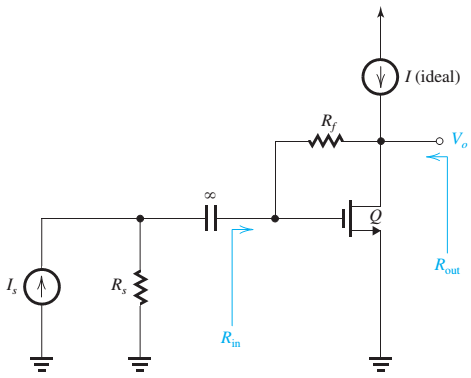 I (ideal)
R_f
V_o
∞
Q
R_out
I_s
R_s
R_in